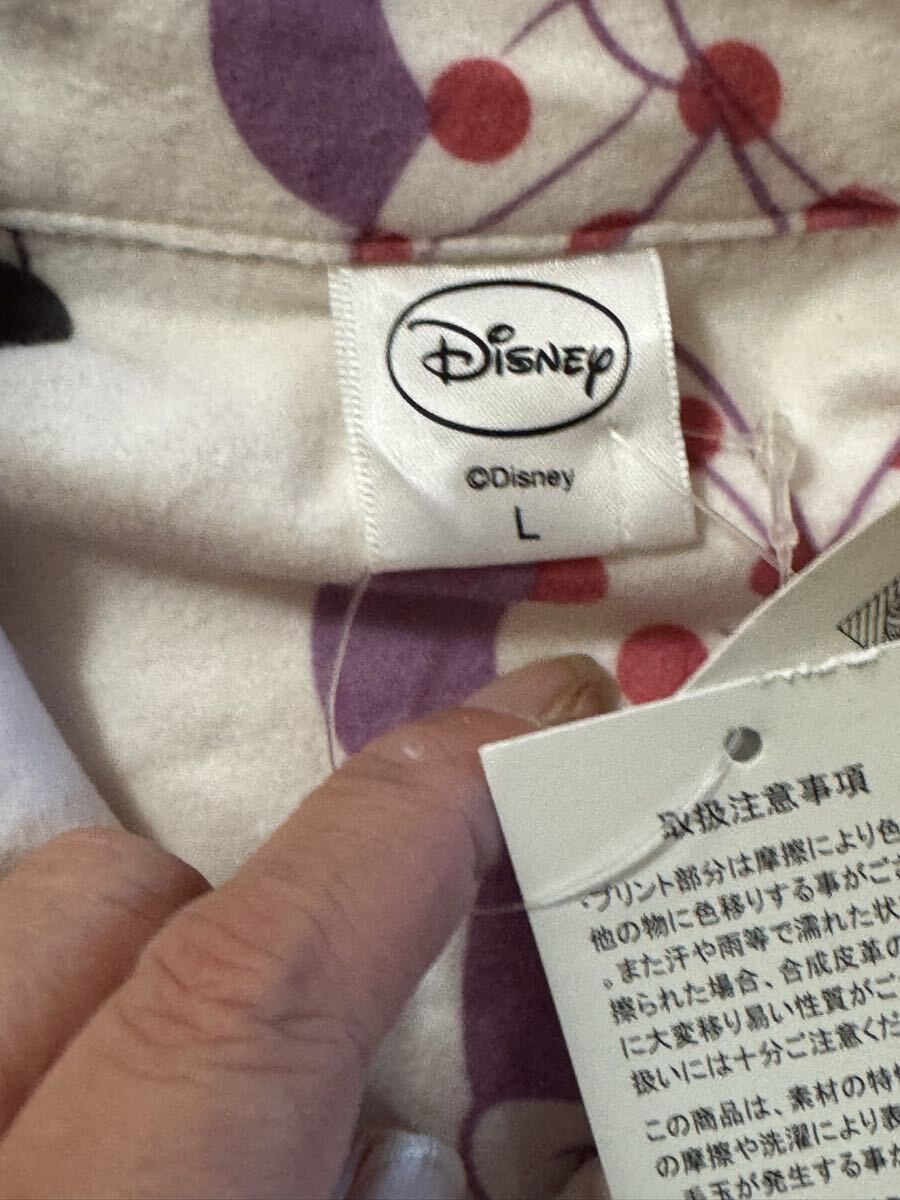 Disney
©Disney
L
取扱注意事項
・プリント部分は摩擦により色
他の物に色移りする事がござ
。また汗や雨等で濡れた状
擦られた場合、合成皮革の
に大変移り易い性質がご
扱いには十分ご注意くだ
この商品は、素材の特性
の摩擦や洗濯により表
毛玉が発生する事か